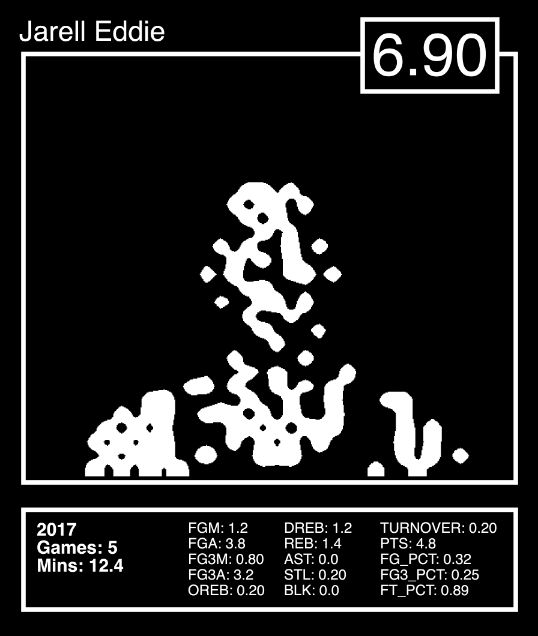 Jarell Eddie
6.90
2017
Games: 5
Mins: 12.4
FGM: 1.2
FGA: 3.8
FG3M: 0.80
FG3A: 3.2
OREB: 0.20
DREB: 1.2
REB: 1.4
AST: 0.0
STL: 0.20
BLK: 0.0
TURNOVER: 0.20
PTS: 4.8
FG_PCT: 0.32
FG3_PCT: 0.25
FT_PCT: 0.89